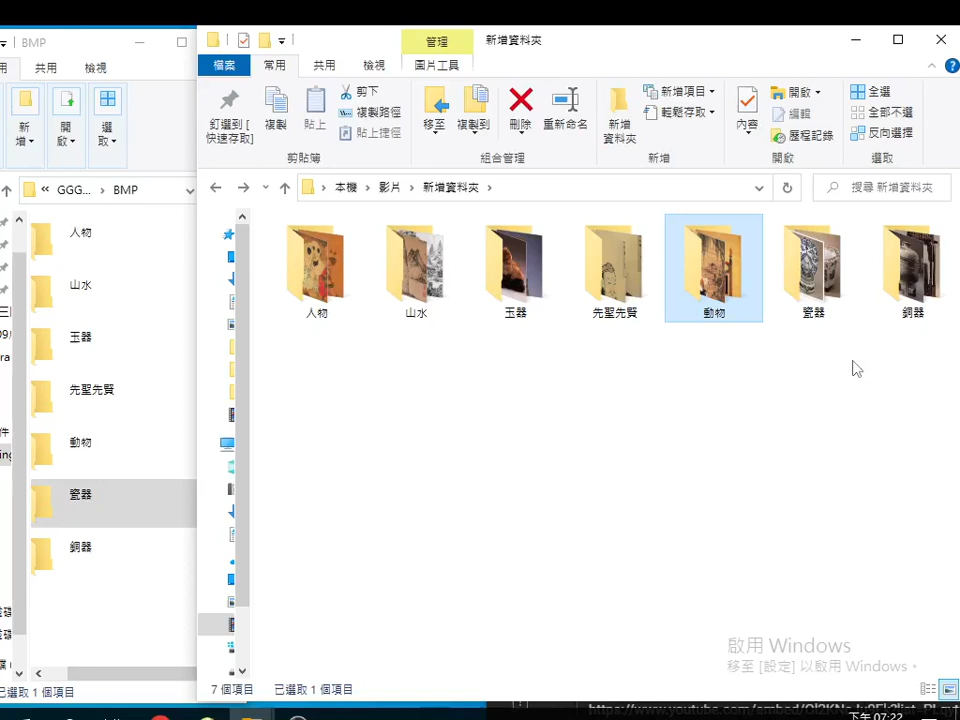 BMP
共用
檢視
新
增
開
啟
選
取
GGG...
BMP
人物
山水
玉器
先聖先賢
動物
瓷器
銅器
已選取 1 個項目
管理
新增資料夾
檔案
常用
共用
檢視
圖片工具
釘選到 [
快速存取]
複製
貼上
剪下
複製路徑
貼上捷徑
剪貼簿
移至
複製到
刪除
重新命名
組合管理
新增
資料夾
新增項目
輕鬆存取
新增
內容
開啟
編輯
歷程記錄
開啟
全選
全部不選
反向選擇
選取
本機
影片
新增資料夾
搜尋 新增資料夾
人物
山水
玉器
先聖先賢
動物
瓷器
銅器
啟用 Windows
移至 [設定] 以啟用 Windows。
7 個項目
已選取 1 個項目
下午 07:22